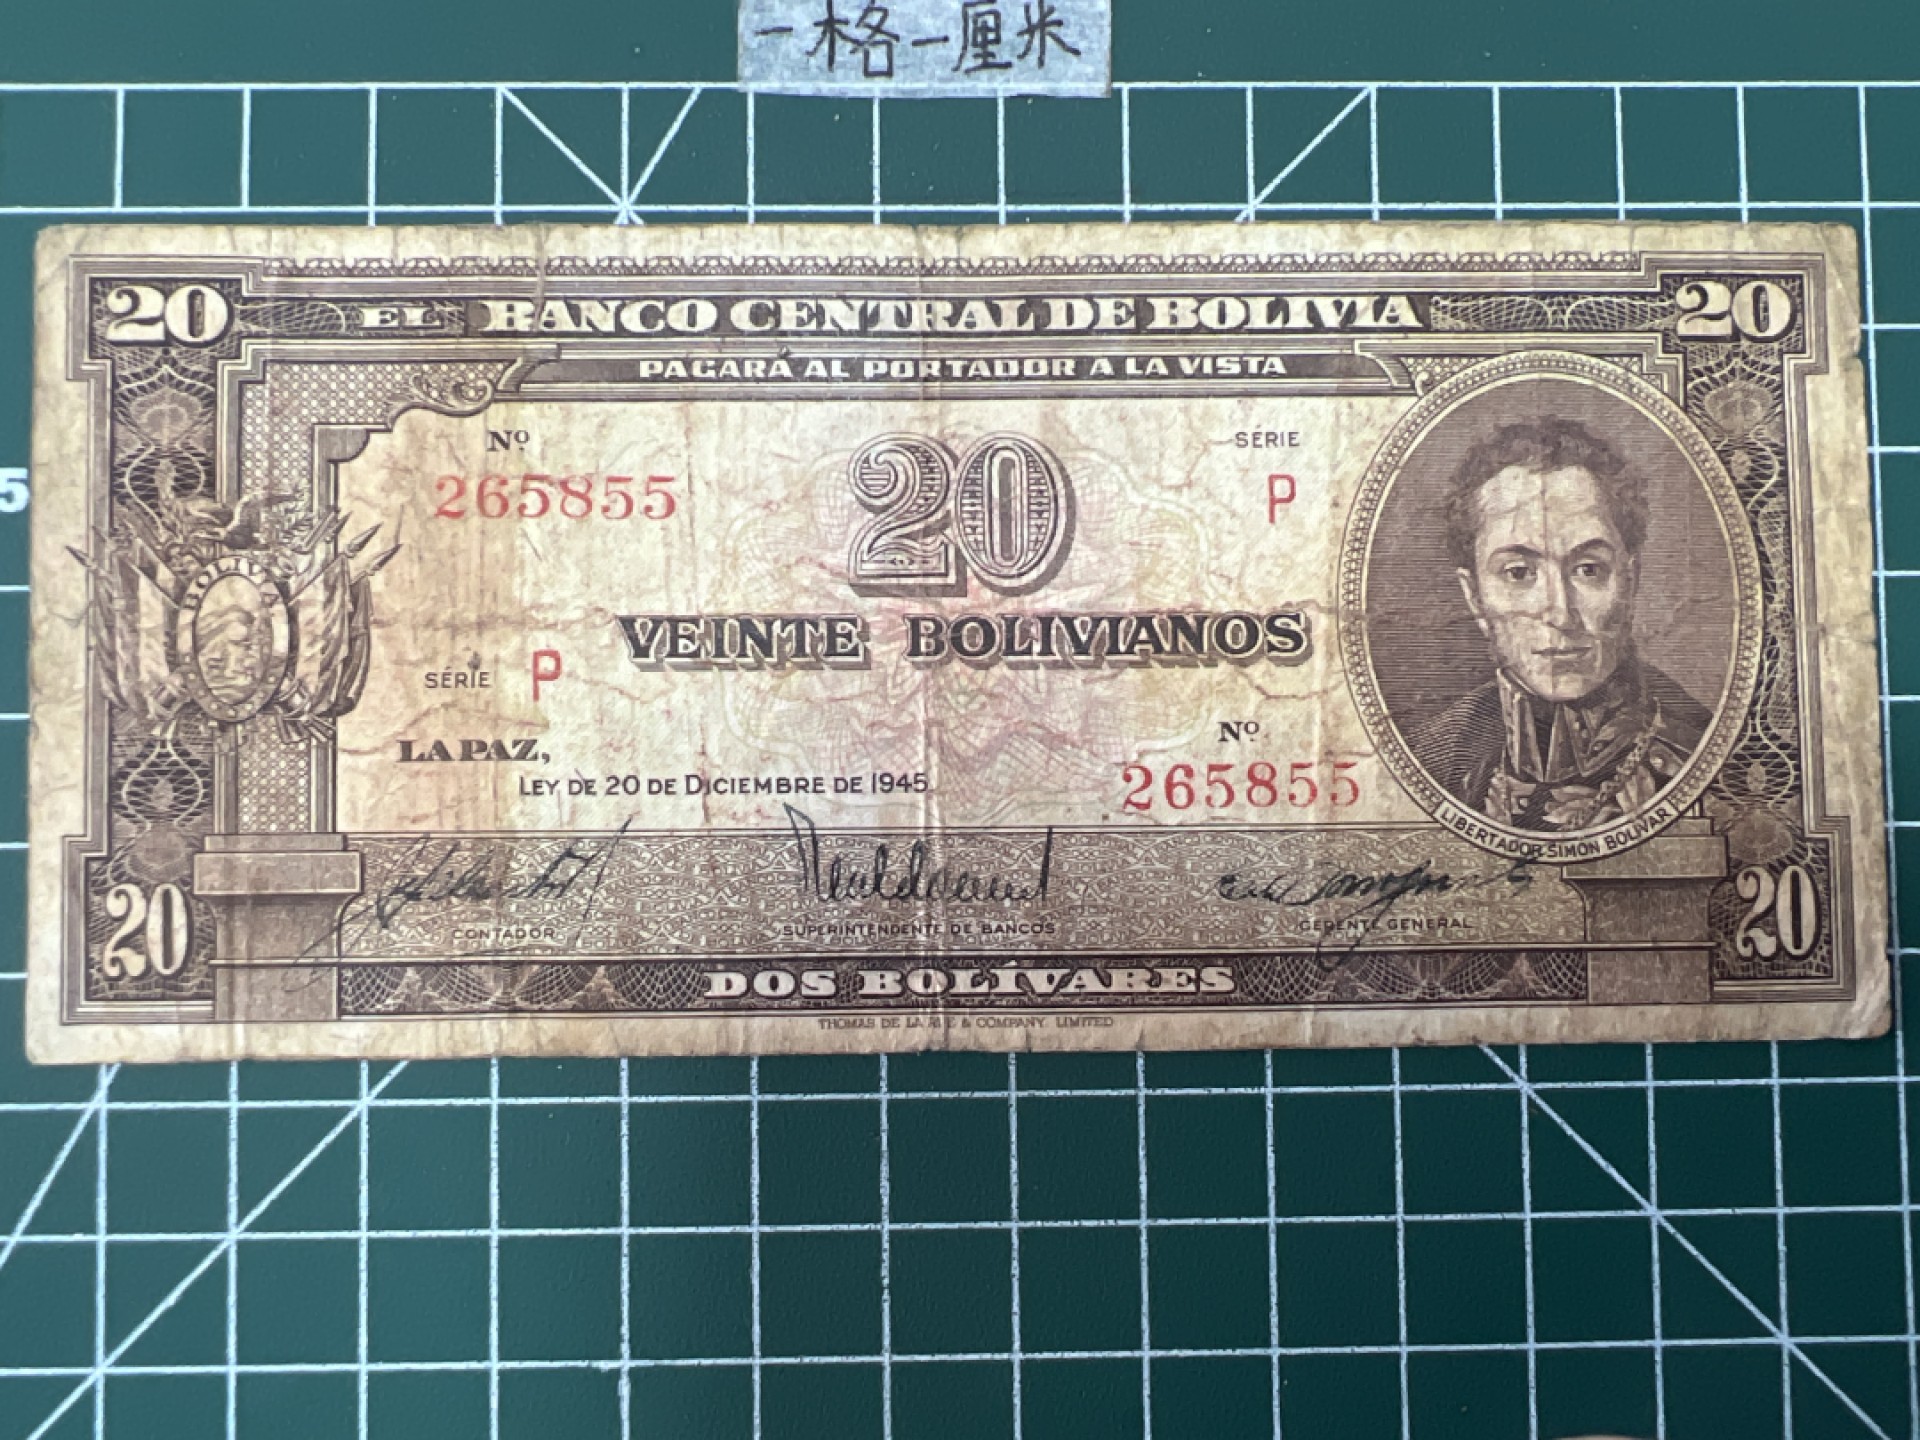 一格一厘米
20 EL BANCO CENTRAL DE BOLIVIA 20
PAGARÁ AL PORTADOR A LA VISTA
Nº 20 SÉRIE
265855 P
5
BOLIVIA
VEINTE BOLIVIANOS
SÉRIE P
LA PAZ, Nº
LEY DE 20 DE DICIEMBRE DE 1945 265855
LIBERTADOR SIMON BOLIVAR
20 20
CONTADOR SUPERINTENDENTE DE BANCOS GERENTE GENERAL
DOS BOLÍVARES
THOMAS DE LA RUE & COMPANY, LIMITED